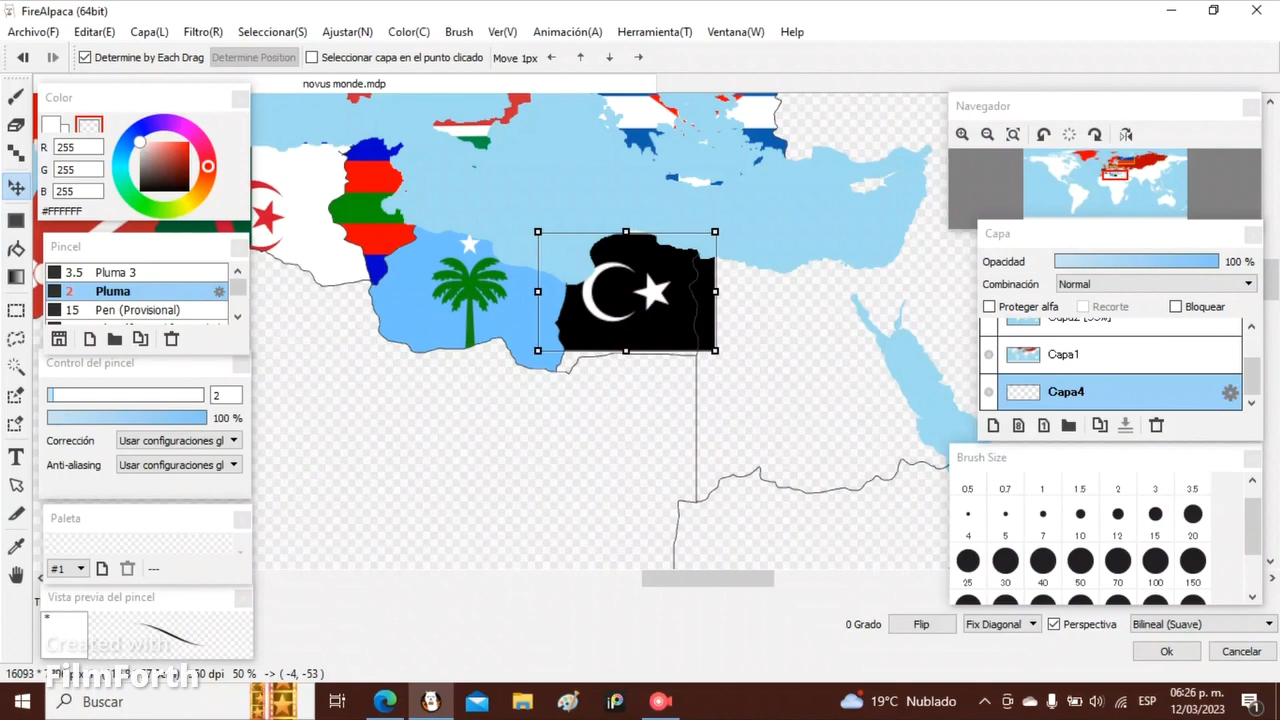 FireAlpaca (64bit)
Archivo(F) Editar(E) Capa(L) Filtro(R) Seleccionar(S) Ajustar(N) Color(C) Brush Ver(V) Animación(A) Herramienta(T) Ventana(W) Help
Determine by Each Drag Determine Position Seleccionar capa en el punto clicado Move 1px
novus monde.mdp
Color
R 255
G 255
B 255
#FFFFFF
Pincel
3.5 Pluma 3
2 Pluma
15 Pen (Provisional)
Control del pincel
2
100 %
Corrección Usar configuraciones gl
Anti-aliasing Usar configuraciones gl
Paleta
#1 ---
Vista previa del pincel
*
Navegador
Capa
Opacidad 100 %
Combinación Normal
Proteger alfa Recorte Bloquear
Capa1
Capa4
Brush Size
0.5 0.7 1 1.5 2 3 3.5
4 5 7 10 12 15 20
25 30 40 50 70 100 150
0 Grado Flip Fix Diagonal Perspectiva Bilineal (Suave)
Ok Cancelar
50 % -> ( -4, -53 )
Created with
FilmForth
Buscar
19°C Nublado
ESP
06:26 p. m.
12/03/2023
1